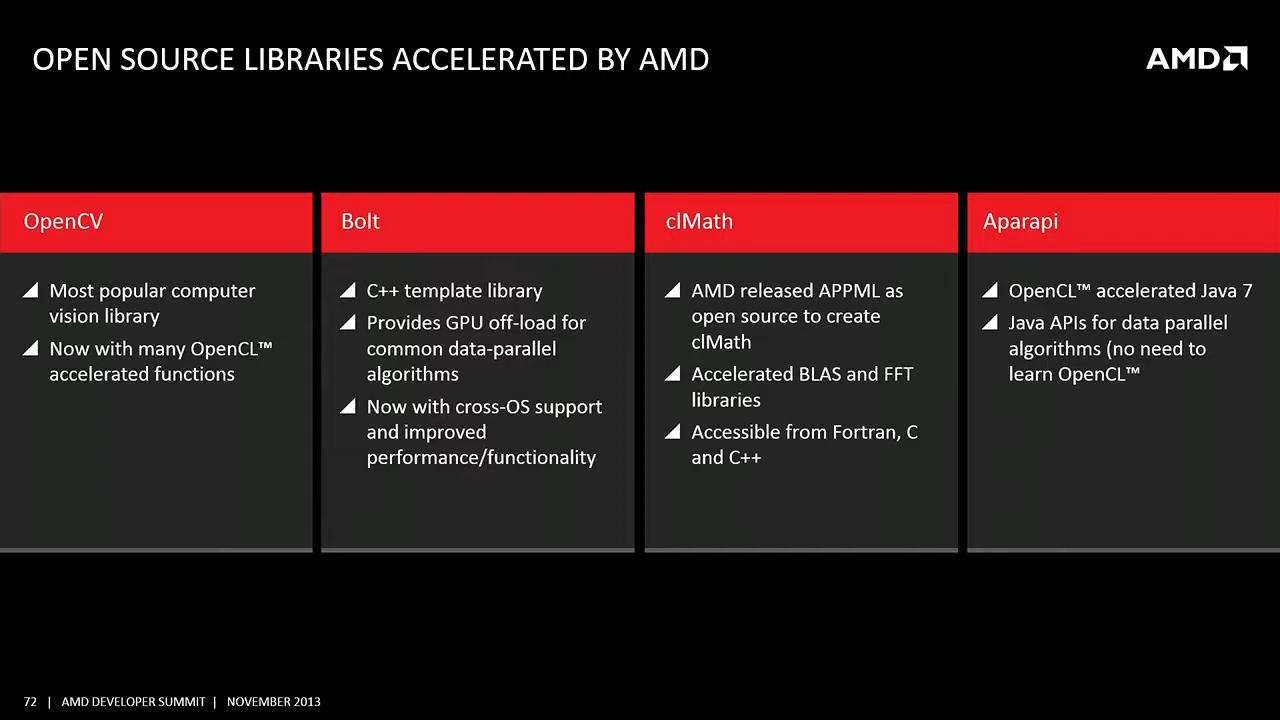 OPEN SOURCE LIBRARIES ACCELERATED BY AMD
AMD
OpenCV
Most popular computer
vision library
Now with many OpenCL™
accelerated functions
Bolt
C++ template library
Provides GPU off-load for
common data-parallel
algorithms
Now with cross-OS support
and improved
performance/functionality
clMath
AMD released APPML as
open source to create
clMath
Accelerated BLAS and FFT
libraries
Accessible from Fortran, C
and C++
Aparapi
OpenCL™ accelerated Java 7
Java APIs for data parallel
algorithms (no need to
learn OpenCL™
72 | AMD DEVELOPER SUMMIT | NOVEMBER 2013